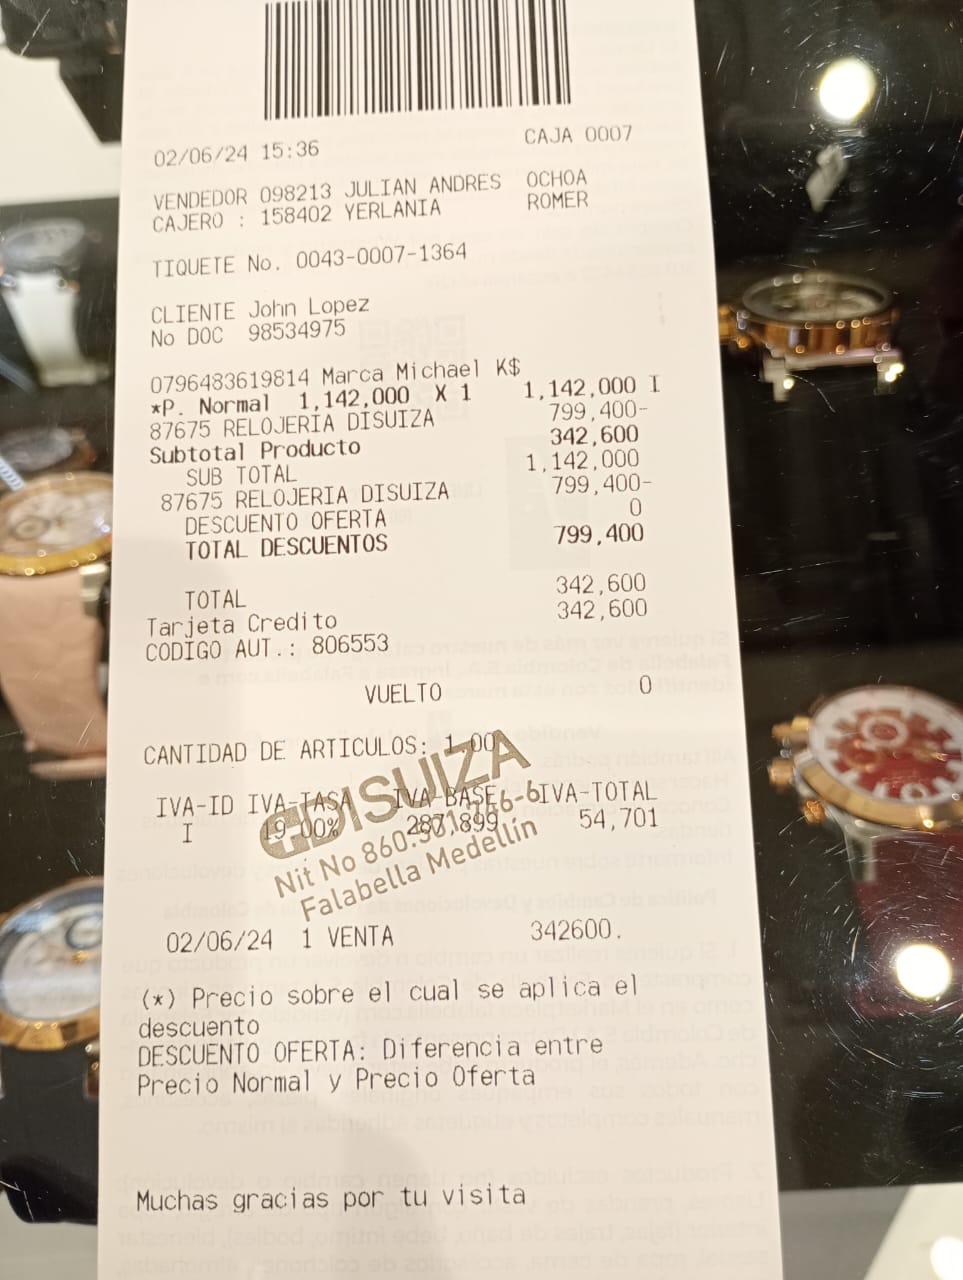 02/06/24 15:36 CAJA 0007
VENDEDOR 098213 JULIAN ANDRES OCHOA
CAJERO : 158402 YERLANIA ROMER
TIQUETE No. 0043-0007-1364
CLIENTE John Lopez
No DOC 98534975
0796483619814 Marca Michael K$
*P. Normal 1,142,000 X 1 1,142,000 I
87675 RELOJERIA DISUIZA 799,400-
Subtotal Producto 342,600
SUB TOTAL 1,142,000
87675 RELOJERIA DISUIZA 799,400-
DESCUENTO OFERTA 0
TOTAL DESCUENTOS 799,400
TOTAL 342,600
Tarjeta Credito 342,600
CODIGO AUT.: 806553
VUELTO 0
CANTIDAD DE ARTICULOS: 1,00
DISUIZA
IVA-ID IVA-TASA IVA-BASE IVA-TOTAL
I 19.00% 287,899 54,701
Nit No
Falabella Medellín
02/06/24 1 VENTA 342600.
(*) Precio sobre el cual se aplica el
descuento
DESCUENTO OFERTA: Diferencia entre
Precio Normal y Precio Oferta
Muchas gracias por tu visita